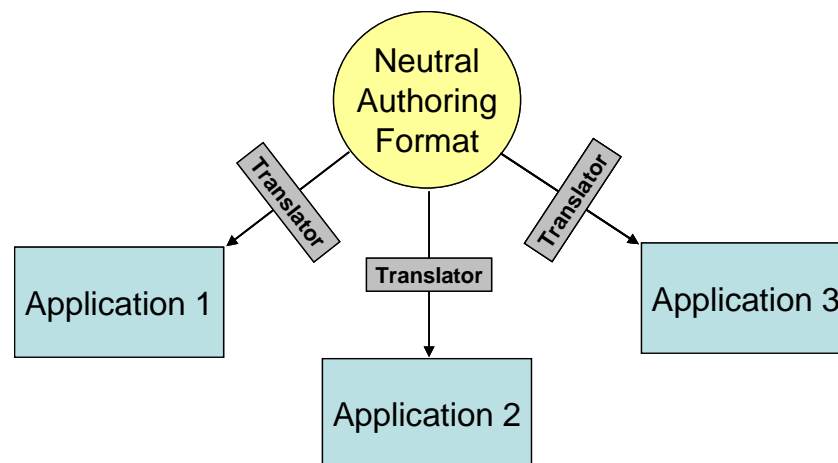 Neutral
Authoring
Format
Translator
Translator
Translator
Application 1
Application 2
Application 3